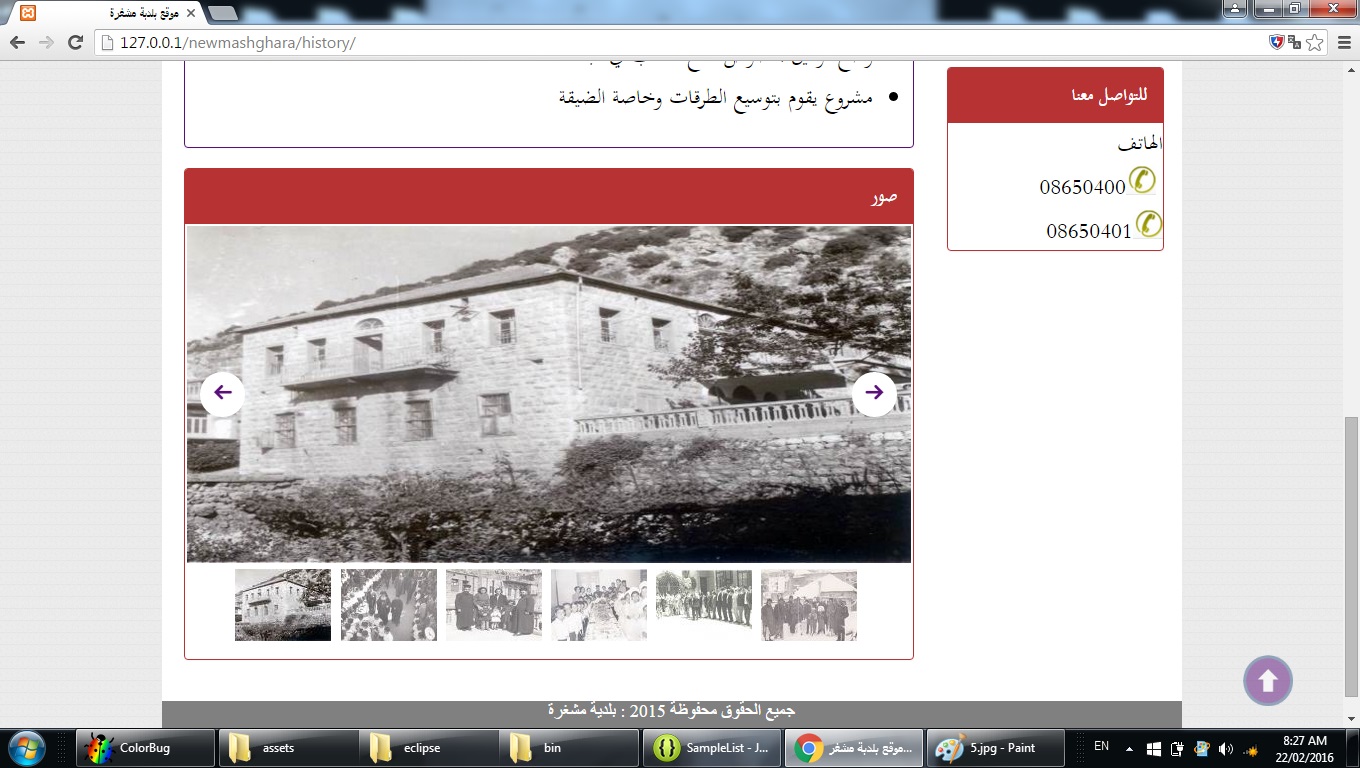 موقع بلدية مشغرة
127.0.0.1/newmashghara/history/
مشروع يقوم بتوسيع الطرقات وخاصة الضيقة
للتواصل معنا
الهاتف
08650400
08650401
صور
جميع الحقوق محفوظة 2015 : بلدية مشغرة
ColorBug
assets
eclipse
bin
SampleList - J...
موقع بلدية مشغر...
5.jpg - Paint
EN
8:27 AM
22/02/2016